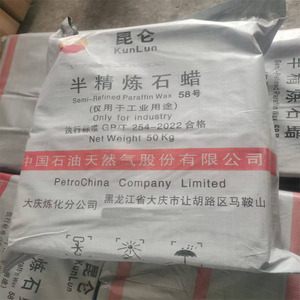 昆仑
KunLun
半精炼石蜡
Semi-Refined Paraffin Wax 58号
(仅用于工业用途)
Only for industry
执行标准 GB/T 254-2022 合格
Net Weight 50 Kg
中国石油天然气股份有限公司
PetroChina Company Limited
大庆炼化分公司 黑龙江省大庆市让胡路区马鞍山